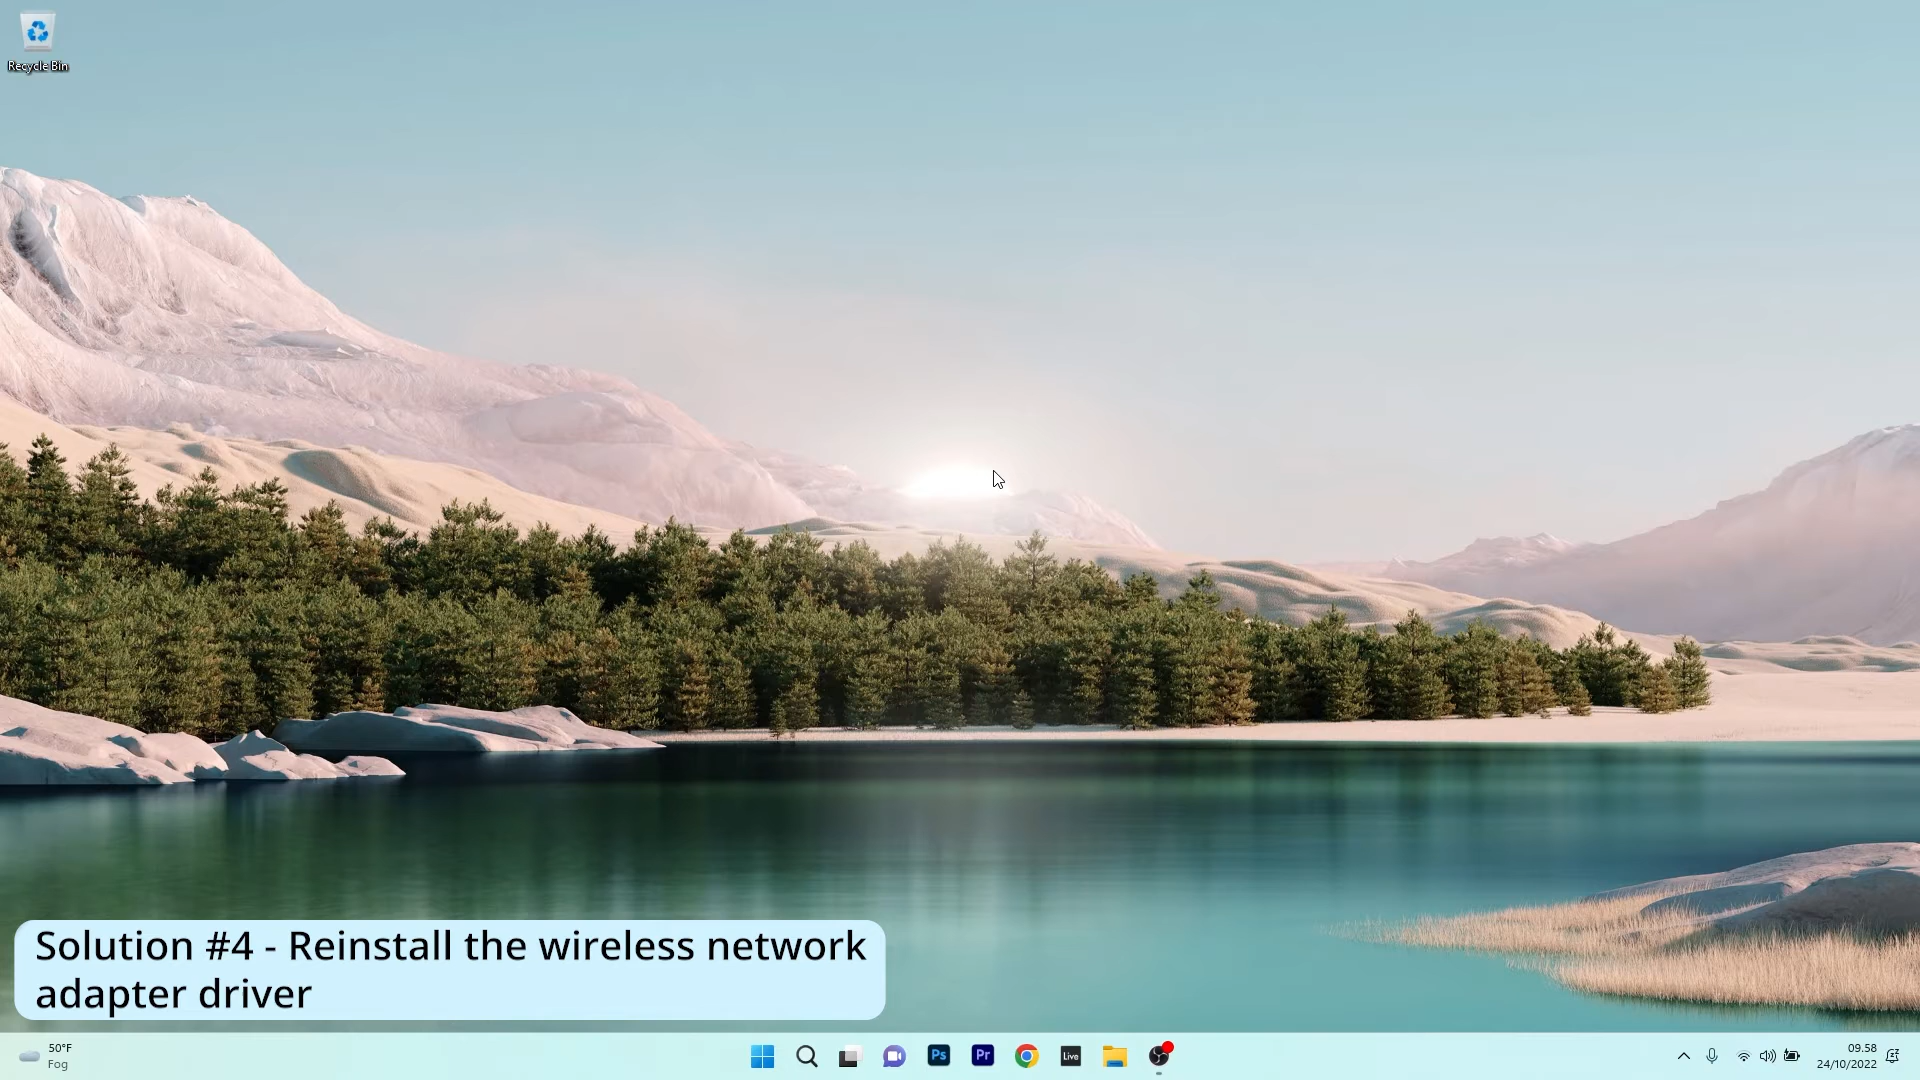 Recycle Bin
Solution #4 - Reinstall the wireless network
adapter driver
50°F
Fog
Ps
Pr
Live
09.58
24/10/2022